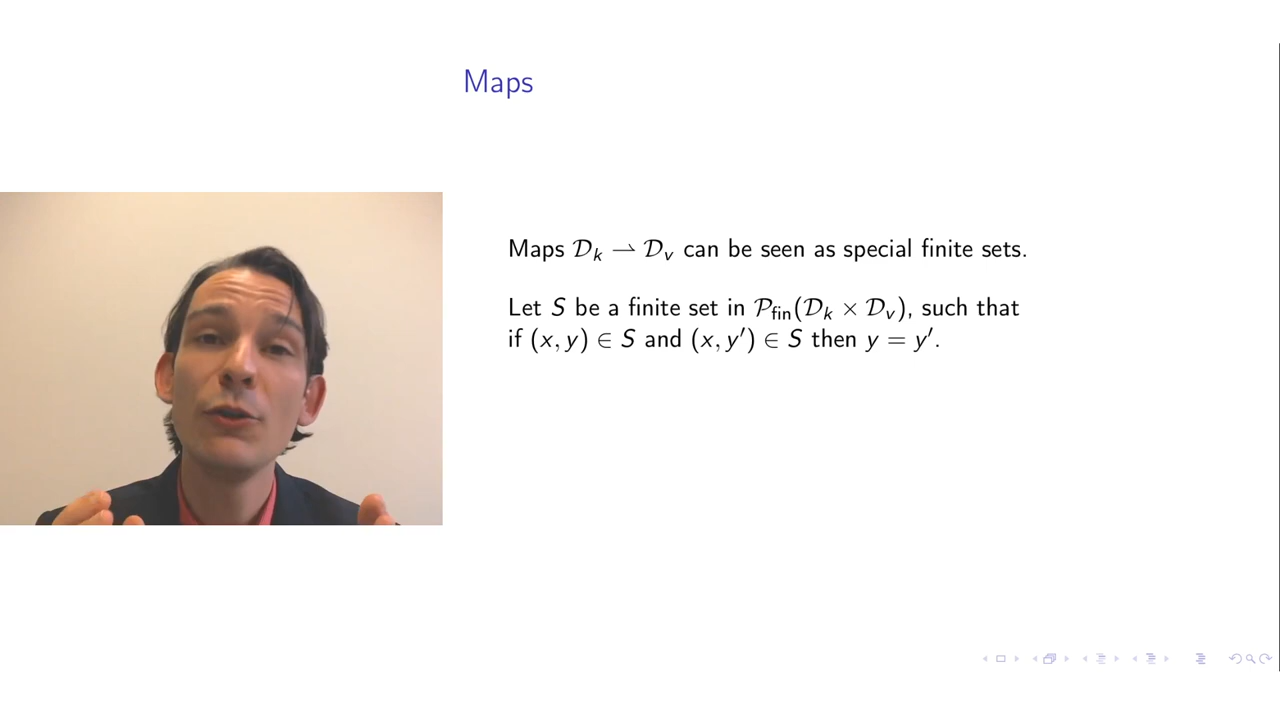 Maps
Maps 𝒟ₖ ⇀ 𝒟ᵥ can be seen as special finite sets.
Let S be a finite set in 𝒫fin(𝒟ₖ × 𝒟ᵥ), such that
if (x, y) ∈ S and (x, y′) ∈ S then y = y′.